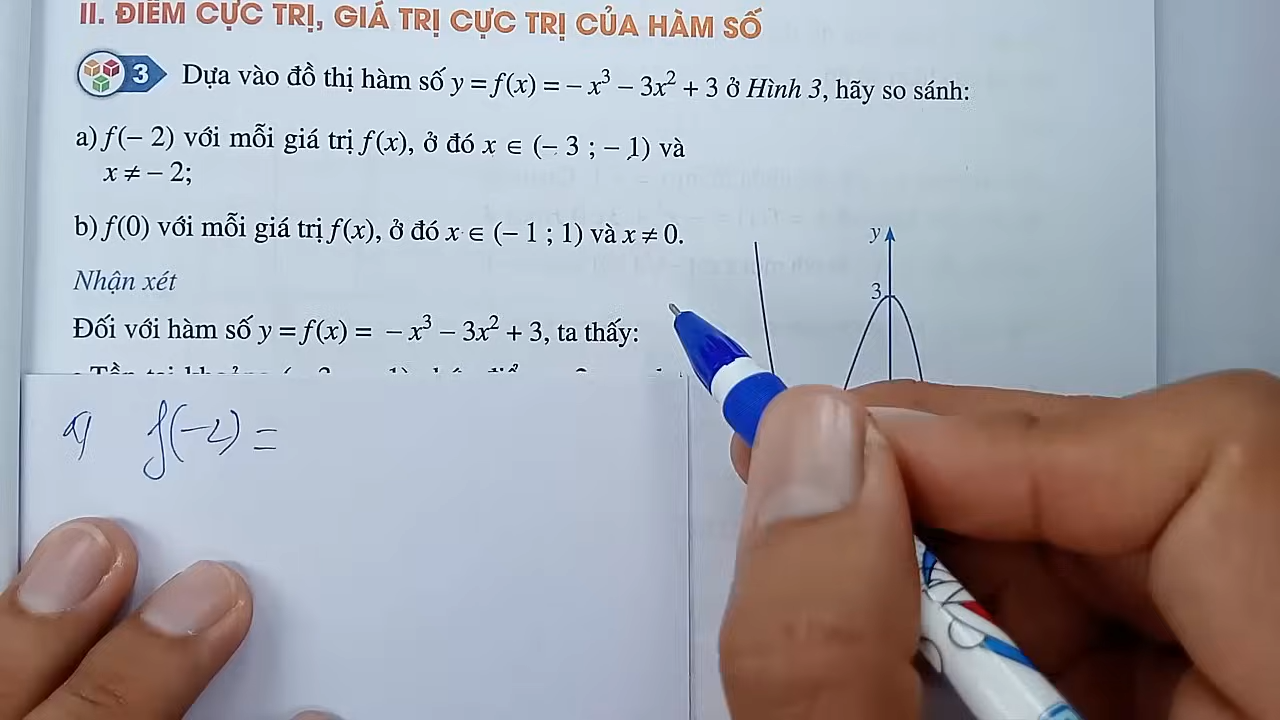 II. ĐIỂM CỰC TRỊ, GIÁ TRỊ CỰC TRỊ CỦA HÀM SỐ
3 Dựa vào đồ thị hàm số y = f(x) = – x³ – 3x² + 3 ở Hình 3, hãy so sánh:
a) f(– 2) với mỗi giá trị f(x), ở đó x ∈ (– 3 ; – 1) và
x ≠ – 2;
b) f(0) với mỗi giá trị f(x), ở đó x ∈ (– 1 ; 1) và x ≠ 0.
y
Nhận xét
3
Đối với hàm số y = f(x) = – x³ – 3x² + 3, ta thấy:
a) f(-2) =